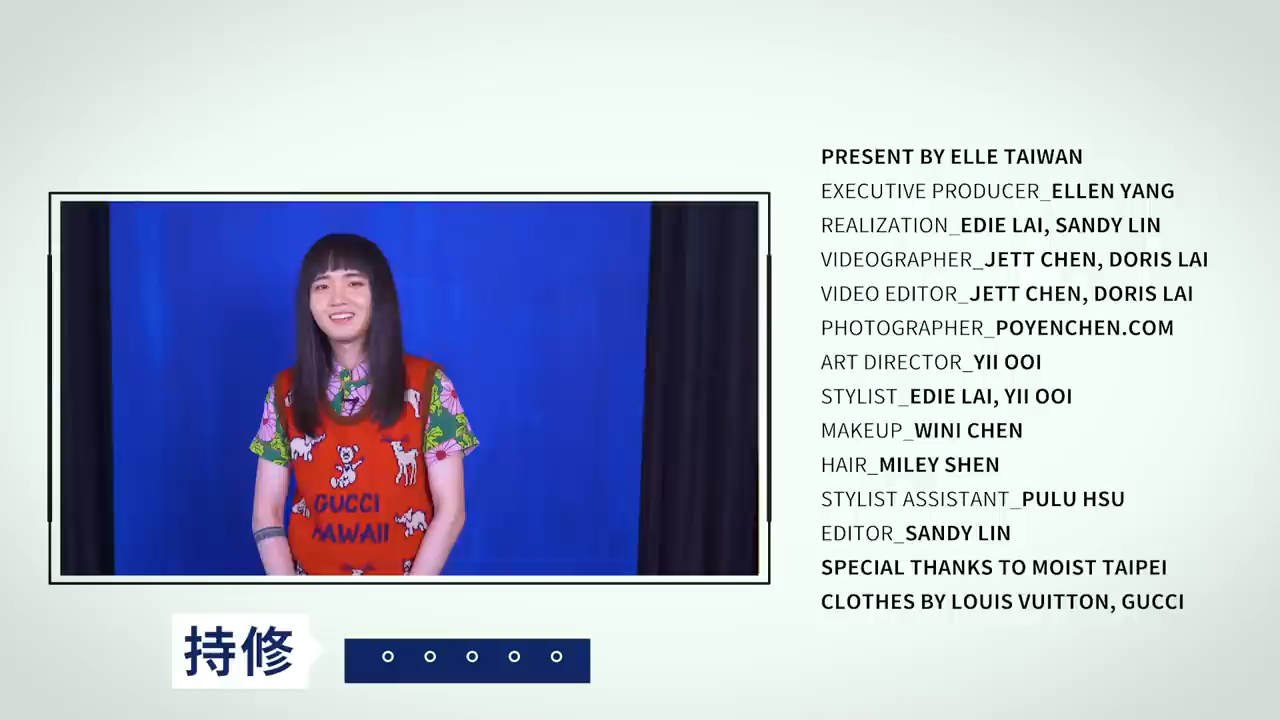 PRESENT BY ELLE TAIWAN
EXECUTIVE PRODUCER_ELLEN YANG
REALIZATION_EDIE LAI, SANDY LIN
VIDEOGRAPHER_JETT CHEN, DORIS LAI
VIDEO EDITOR_JETT CHEN, DORIS LAI
PHOTOGRAPHER_POYENCHEN.COM
ART DIRECTOR_YII OOI
STYLIST_EDIE LAI, YII OOI
MAKEUP_WINI CHEN
HAIR_MILEY SHEN
STYLIST ASSISTANT_PULU HSU
EDITOR_SANDY LIN
SPECIAL THANKS TO MOIST TAIPEI
CLOTHES BY LOUIS VUITTON, GUCCI
GUCCI
KAWAII
持修